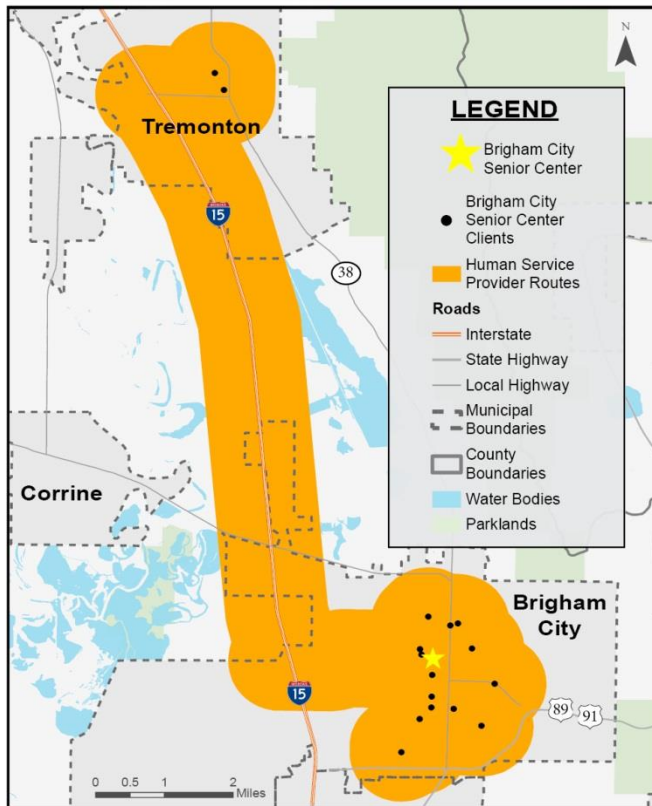 N
Tremonton
15
38
Corrine
Brigham
City
89
91
15
0 0.5 1 2
Miles
LEGEND
Brigham City
Senior Center
Brigham City
Senior Center
Clients
Human Service
Provider Routes
Roads
Interstate
State Highway
Local Highway
Municipal
Boundaries
County
Boundaries
Water Bodies
Parklands